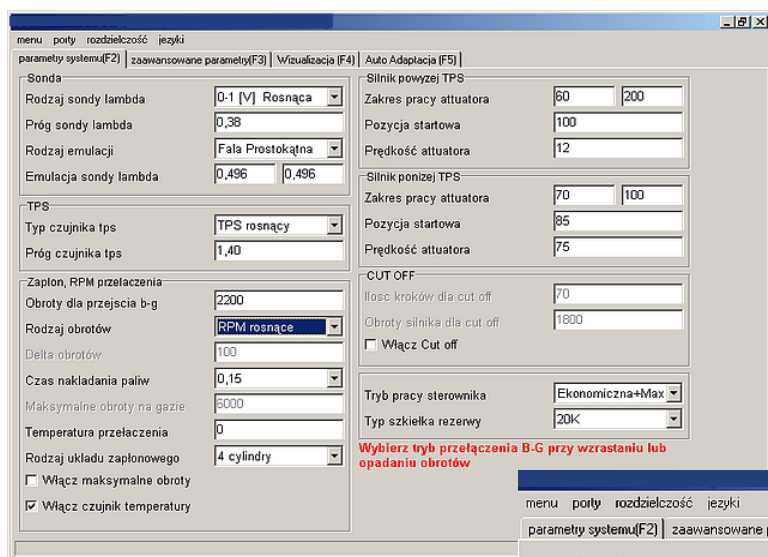 menu porty rozdzielczość jezyki
parametry systemu(F2) zaawansowane parametry(F3) Wizualizacja (F4) Auto Adaptacja (F5)
Sonda
Rodzaj sondy lambda 0-1 [V] Rosnąca
Próg sondy lambda 0,38
Rodzaj emulacji Fala Prostokątna
Emulacja sondy lambda 0,496 0,496
TPS
Typ czujnika tps TPS rosnący
Próg czujnika tps 1,40
Zaplon, RPM przelaczenia
Obroty dla przejscia b-g 2200
Rodzaj obrotów RPM rosnące
Delta obrotów 100
Czas nakladania paliw 0,15
Maksymalne obroty na gazie 6000
Temperatura przełaczenia 0
Rodzaj ukladu zapłonowego 4 cylindry
Włącz maksymalne obroty
Włącz czujnik temperatury
Silnik powyzej TPS
Zakres pracy attuatora 60 200
Pozycja startowa 100
Prędkość attuatora 12
Silnik ponizej TPS
Zakres pracy attuatora 70 100
Pozycja startowa 85
Prędkość attuatora 75
CUT OFF
Ilosc kroków dla cut off 70
Obroty silnika dla cut off 1800
Włącz Cut off
Tryb pracy sterownika Ekonomiczna+Max
Typ szkiełka rezerwy 20K
Wybierz tryb przełączenia B-G przy wzrastaniu lub
opadaniu obrotów
menu porty rozdzielczość jezyki
parametry systemu(F2) zaawansowane